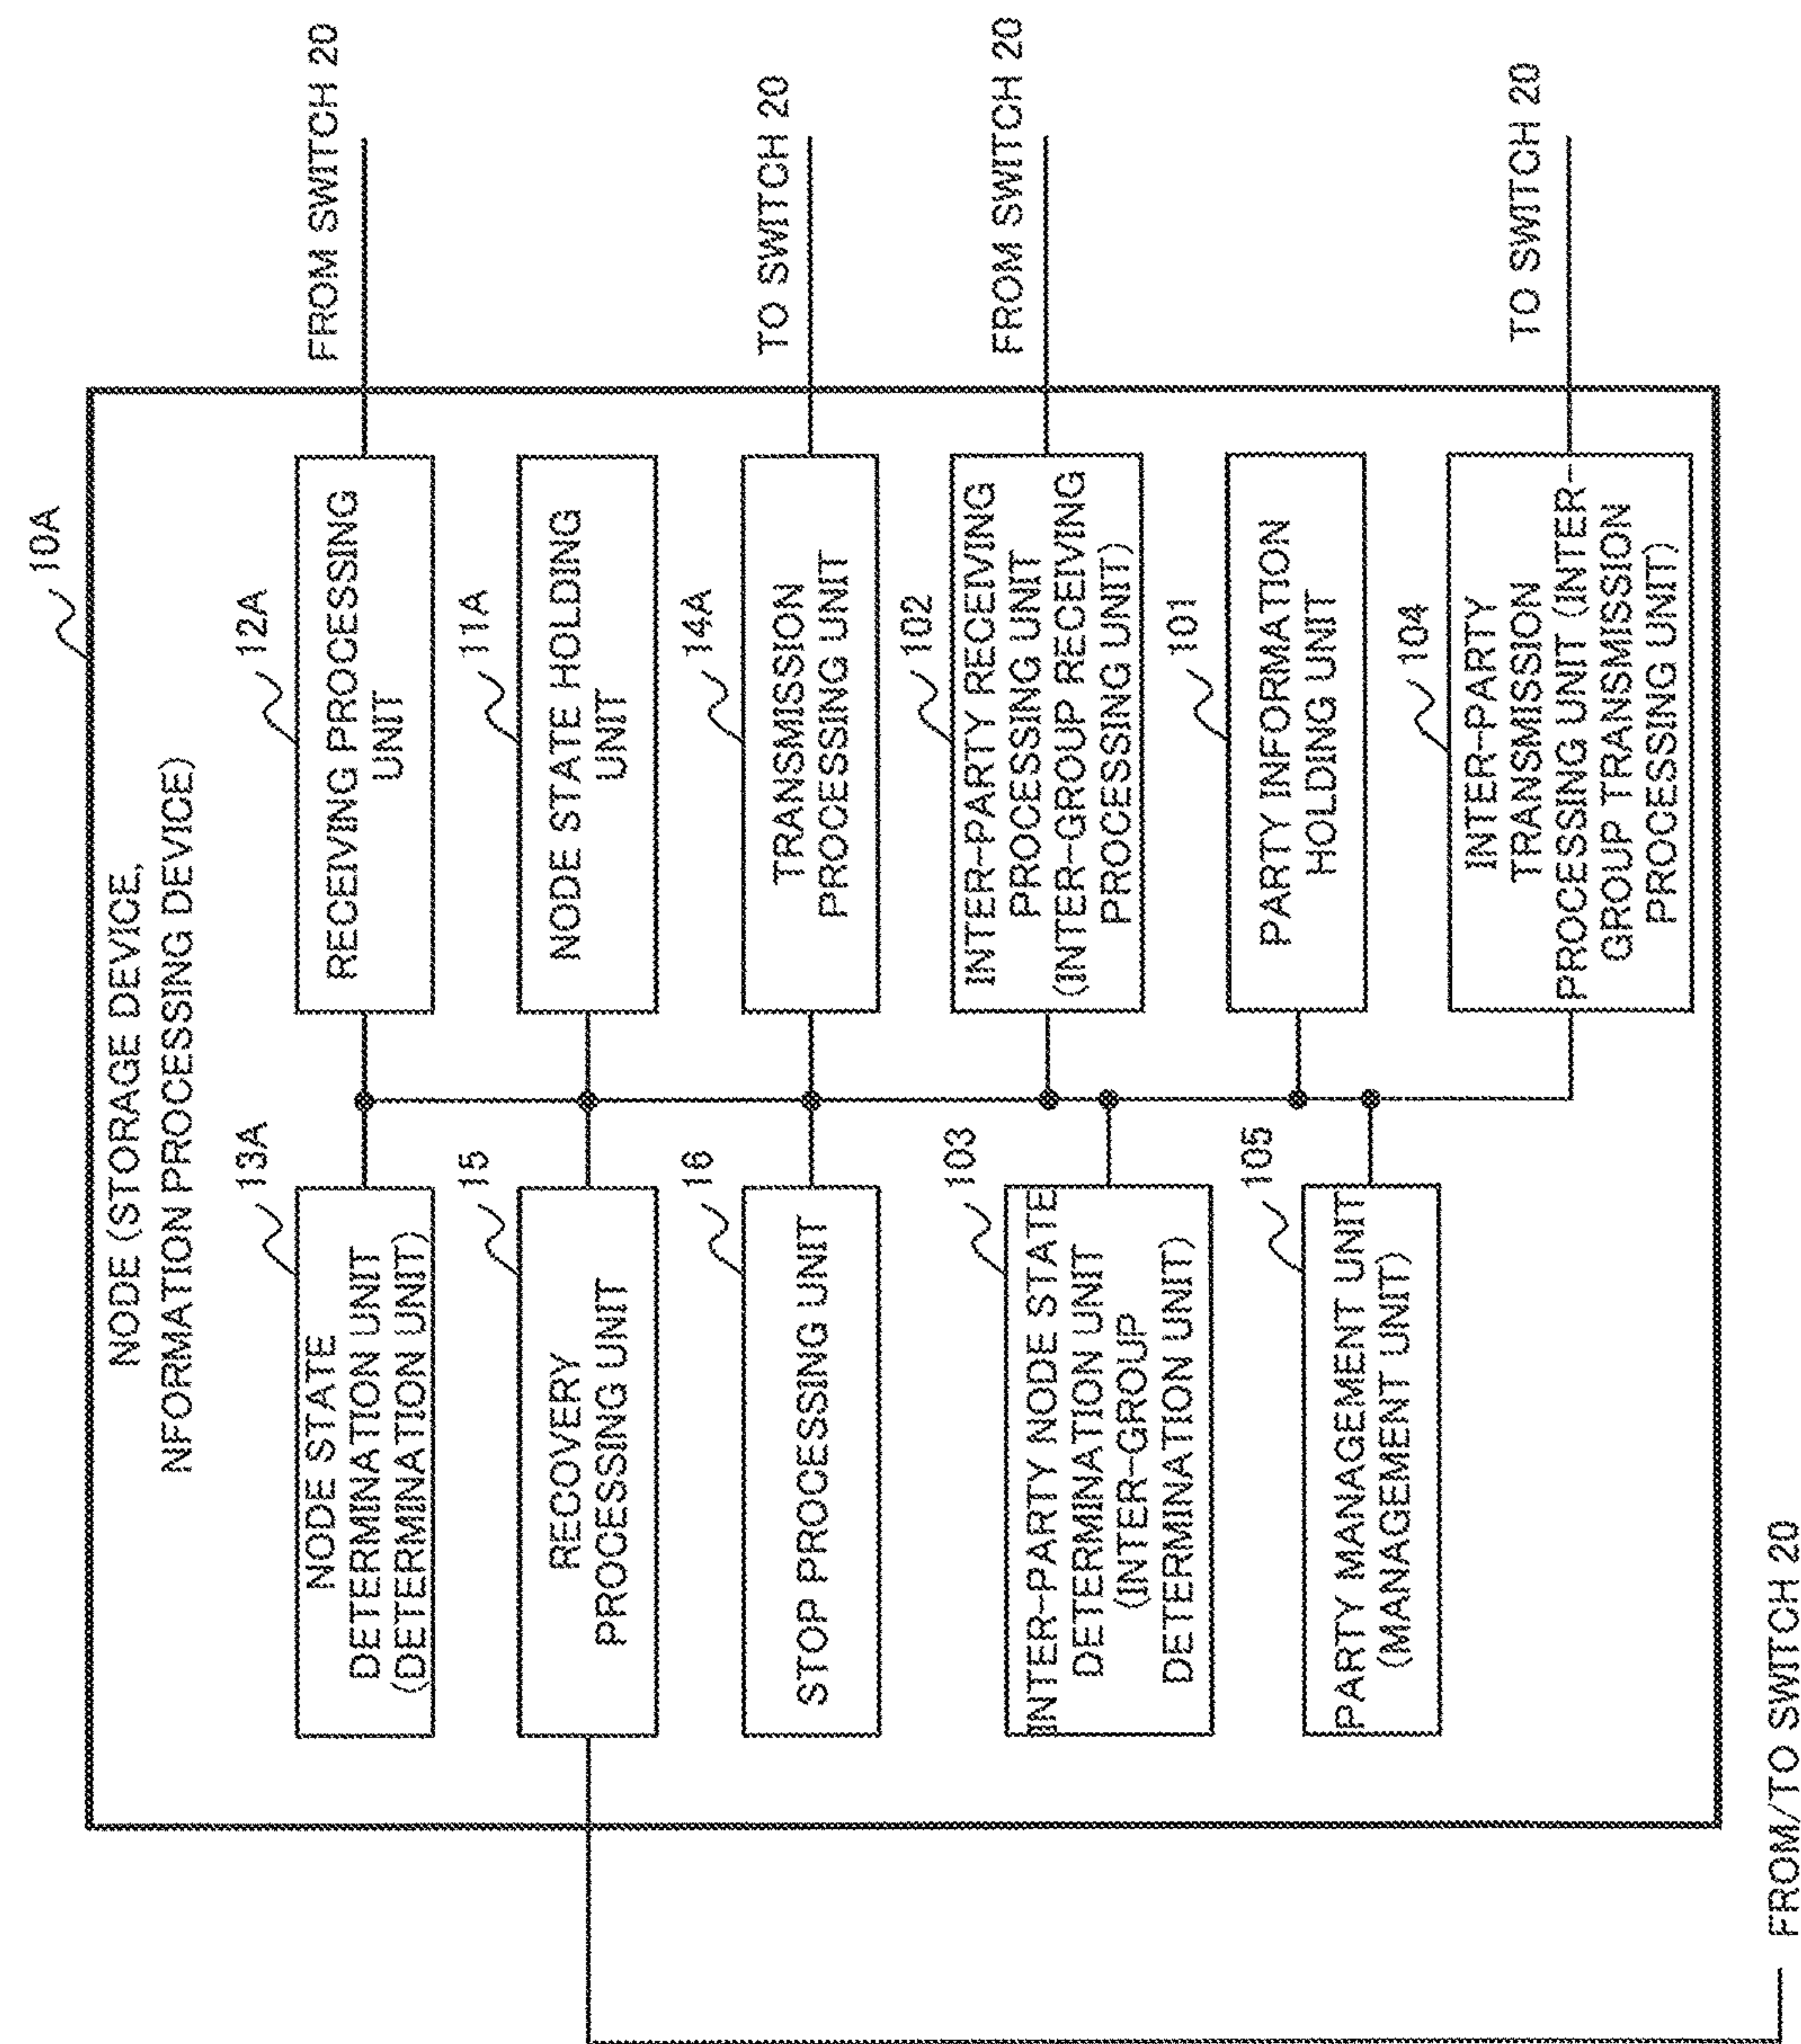 10A
NODE (STORAGE DEVICE,
NFORMATION PROCESSING DEVICE)
13A
NODE STATE
DETERMINATION UNIT
(DETERMINATION UNIT)
12A
RECEIVING PROCESSING
UNIT
FROM SWITCH 20
15
RECOVERY
PROCESSING UNIT
11A
NODE STATE HOLDING
UNIT
16
STOP PROCESSING UNIT
14A
TRANSMISSION
PROCESSING UNIT
TO SWITCH 20
103
INTER-PARTY NODE STATE
DETERMINATION UNIT
(INTER-GROUP
DETERMINATION UNIT)
102
INTER-PARTY RECEIVING
PROCESSING UNIT
(INTER-GROUP RECEIVING
PROCESSING UNIT)
FROM SWITCH 20
105
PARTY MANAGEMENT UNIT
(MANAGEMENT UNIT)
101
PARTY INFORMATION
HOLDING UNIT
104
INTER-PARTY
TRANSMISSION
PROCESSING UNIT (INTER-
GROUP TRANSMISSION
PROCESSING UNIT)
TO SWITCH 20
FROM/TO SWITCH 20